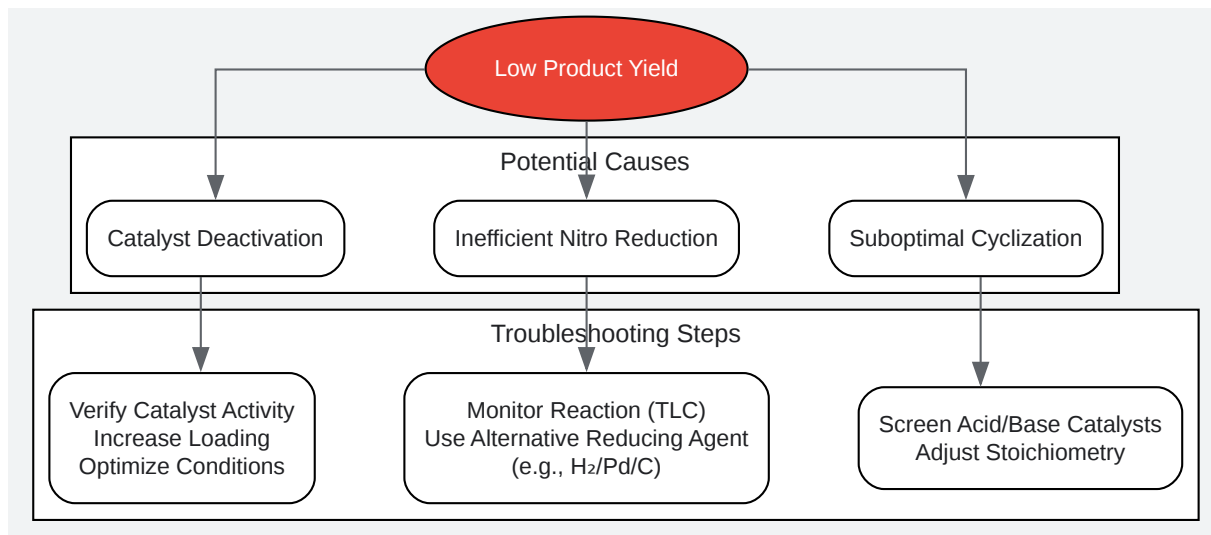 Low Product Yield
Potential Causes
Catalyst Deactivation
Inefficient Nitro Reduction
Suboptimal Cyclization
Troubleshooting Steps
Verify Catalyst Activity
Increase Loading
Optimize Conditions
Monitor Reaction (TLC)
Use Alternative Reducing Agent
(e.g., H₂/Pd/C)
Screen Acid/Base Catalysts
Adjust Stoichiometry